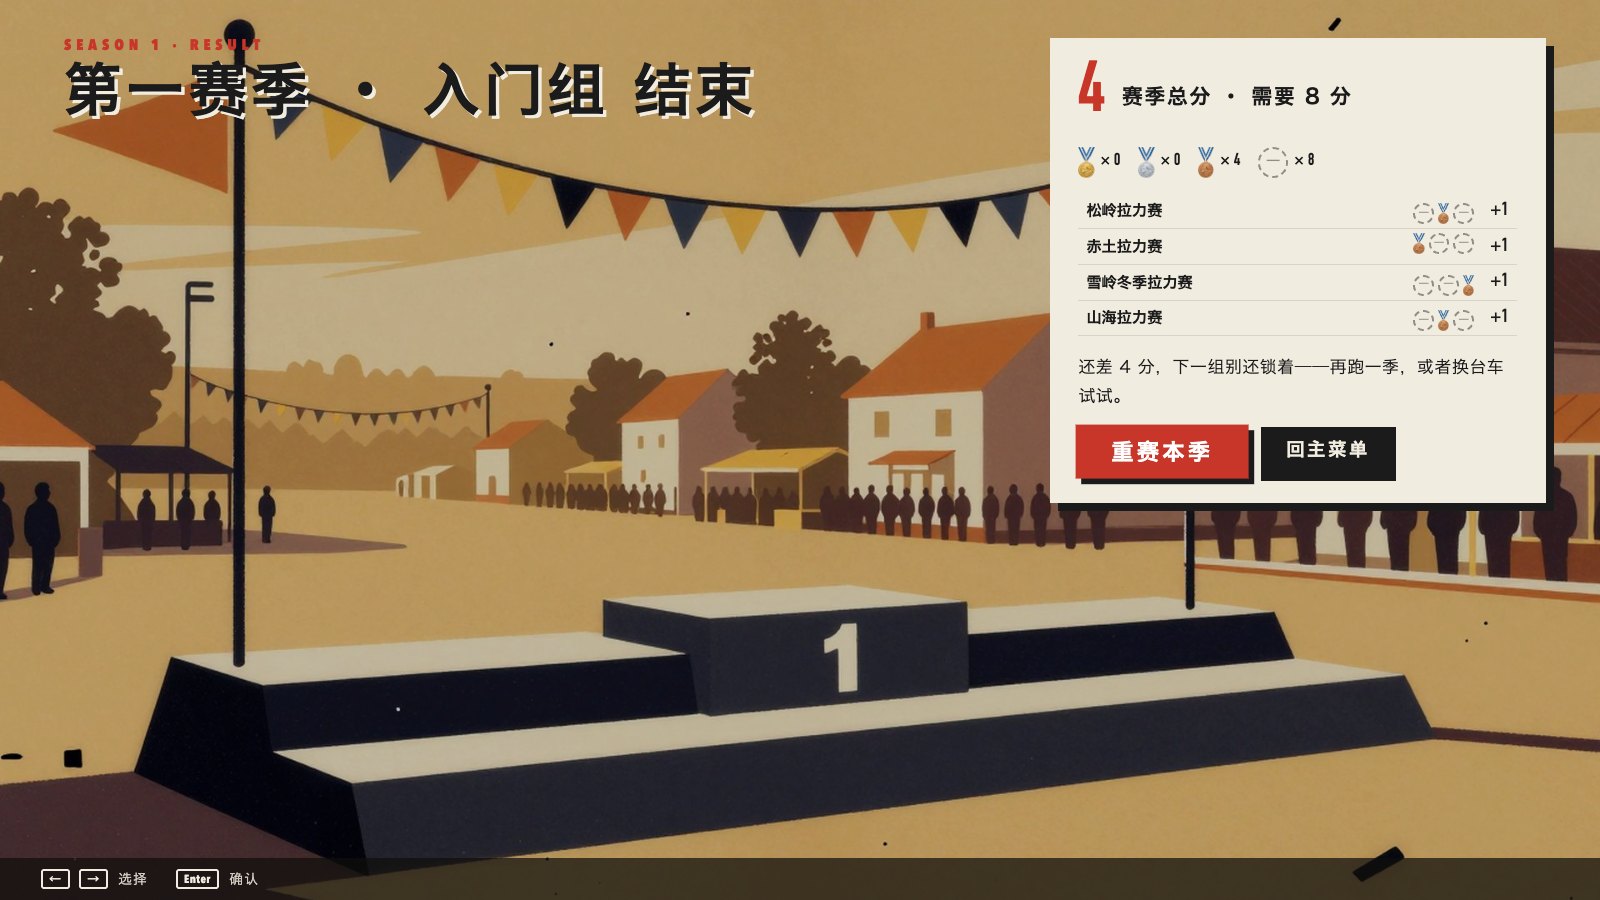 SEASON 1 · RESULT
第一赛季 · 入门组 结束
4 赛季总分 · 需要 8 分
×0 ×0 ×4 ×8
松岭拉力赛 +1
赤土拉力赛 +1
雪岭冬季拉力赛 +1
山海拉力赛 +1
还差 4 分，下一组别还锁着——再跑一季，或者换台车
试试。
重赛本季 回主菜单
1
← → 选择 Enter 确认